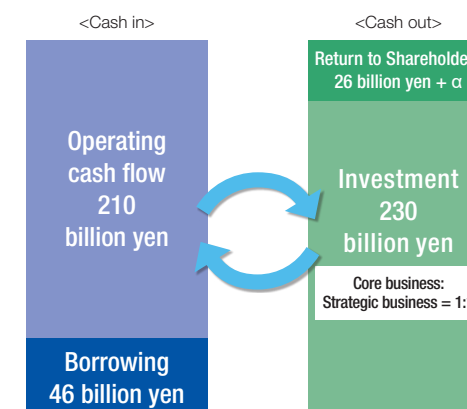 <Cash in>
Operating
cash flow
210
billion yen
Borrowing
46 billion yen
<Cash out>
Return to
26 billion yen + α
Investment
230
billion yen
Core business:
Strategic business = 1: